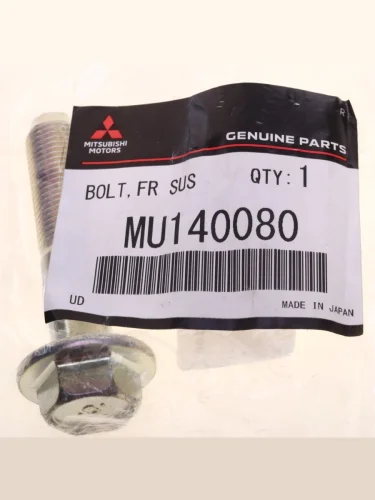 R
MITSUBISHI
MOTORS
GENUINE PARTS
BOLT, FR SUS QTY: 1
MU140080
UD MADE IN JAPAN